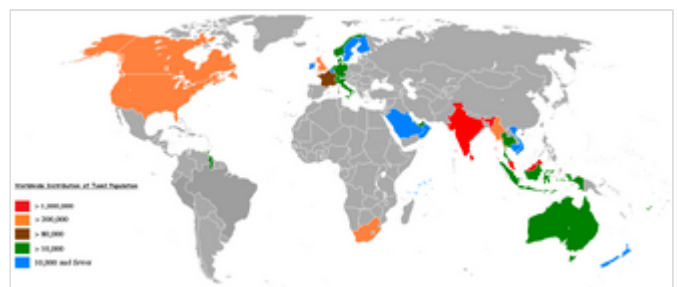 Worldwide Distribution of Tamil Population
> 1,000,000
> 200,000
> 80,000
> 10,000
10,000 and fewer